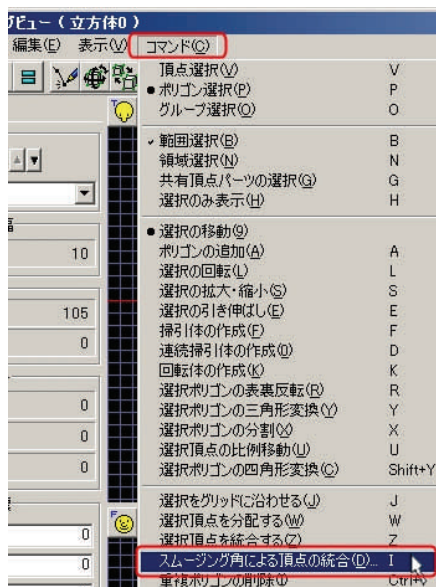 ビュー ( 立方体0 )
編集(E) 表示(V) コマンド(C)
頂点選択(V) V
● ポリゴン選択(P) P
グループ選択(O) O
✓ 範囲選択(B) B
領域選択(N) N
共有頂点パーツの選択(G) G
選択のみ表示(H) H
● 選択の移動(9)
ポリゴンの追加(A) A
選択の回転(L) L
選択の拡大・縮小(S) S
選択の引き伸ばし(E) E
掃引体の作成(F) F
連続掃引体の作成(0) D
回転体の作成(K) K
選択ポリゴンの表裏反転(R) R
選択ポリゴンの三角形変換(Y) Y
選択ポリゴンの分割(X) X
選択頂点の比例移動(U) U
選択ポリゴンの四角形変換(C) Shift+Y
選択をグリッドに沿わせる(J) J
選択頂点を分配する(W) W
選択頂点を統合する(Z) Z
スムージング角による頂点の統合(D)... I
重複ポリゴンの削除(I) Ctrl+V
10
105
0
0
0
0
0
0